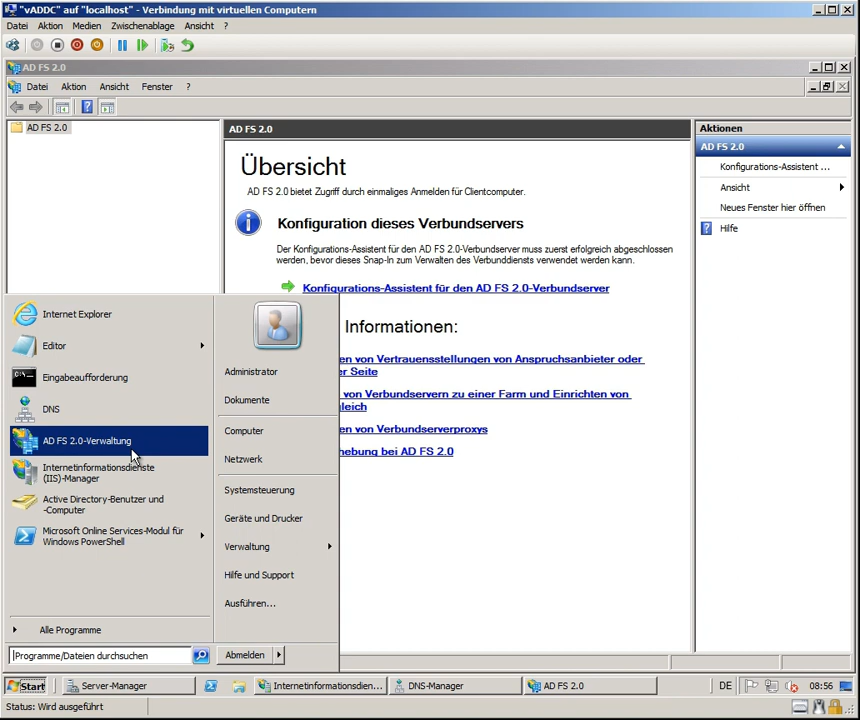 "vADDC" auf "localhost" - Verbindung mit virtuellen Computern
Datei Aktion Medien Zwischenablage Ansicht ?
AD FS 2.0
Datei Aktion Ansicht Fenster ?
AD FS 2.0
AD FS 2.0
Übersicht
AD FS 2.0 bietet Zugriff durch einmaliges Anmelden für Clientcomputer.
Konfiguration dieses Verbundservers
Der Konfigurations-Assistent für den AD FS 2.0-Verbundserver muss zuerst erfolgreich abgeschlossen
werden, bevor dieses Snap-In zum Verwalten des Verbunddiensts verwendet werden kann.
Konfigurations-Assistent für den AD FS 2.0-Verbundserver
Informationen:
en von Vertrauensstellungen von Anspruchsanbieter oder
er Seite
von Verbundservern zu einer Farm und Einrichten von
gleich
en von Verbundserverproxys
hebung bei AD FS 2.0
Aktionen
AD FS 2.0
Konfigurations-Assistent ...
Ansicht
Neues Fenster hier öffnen
Hilfe
Internet Explorer
Editor
Eingabeaufforderung
DNS
AD FS 2.0-Verwaltung
Internetinformationsdienste
(IIS)-Manager
Active Directory-Benutzer und
-Computer
Microsoft Online Services-Modul für
Windows PowerShell
Alle Programme
Programme/Dateien durchsuchen
Administrator
Dokumente
Computer
Netzwerk
Systemsteuerung
Geräte und Drucker
Verwaltung
Hilfe und Support
Ausführen...
Abmelden
Start
Server-Manager
Internetinformationsdien...
DNS-Manager
AD FS 2.0
DE
08:56
Status: Wird ausgeführt